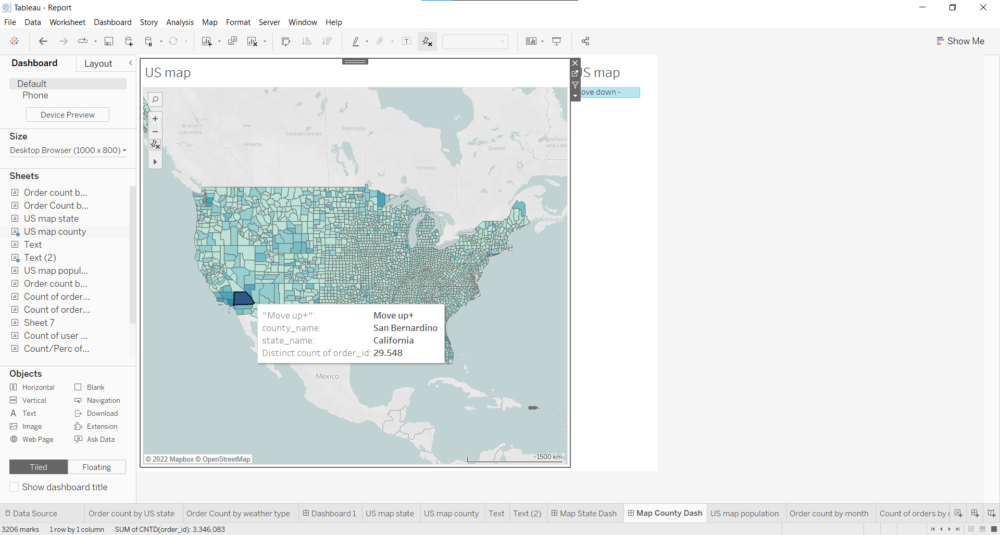 Tableau - Report
File Data Worksheet Dashboard Story Analysis Map Format Server Window Help
Show Me
Dashboard
Layout
Default
Phone
Device Preview
Size
Desktop Browser (1000 x 800)
Sheets
Order count b...
Order Count b...
US map state
US map county
Text
Text (2)
US map popul...
Order count b...
Count of order...
Count of order...
Sheet 7
Count of user ...
Count/Perc of...
Objects
Horizontal Blank
Vertical Navigation
Text Download
Image Extension
Web Page Ask Data
Tiled Floating
Show dashboard title
US map
British
Columbia
Alberta
Saskatchewan
Manitoba
Ontario
Quebec
Newfoun
and Labr
Nova Scotia
Mexico
"Move up+": Move up+
county_name: San Bernardino
state_name: California
Distinct count of order_id: 29.548
© 2022 Mapbox © OpenStreetMap
~1500 km
US map
ove down -
Data Source Order count by US state Order Count by weather type Dashboard 1 US map state US map county Text Text (2) Map State Dash Map County Dash US map population Order count by month Count of orders by
3206 marks 1 row by 1 column SUM of CNTD(order_id): 3,346,083